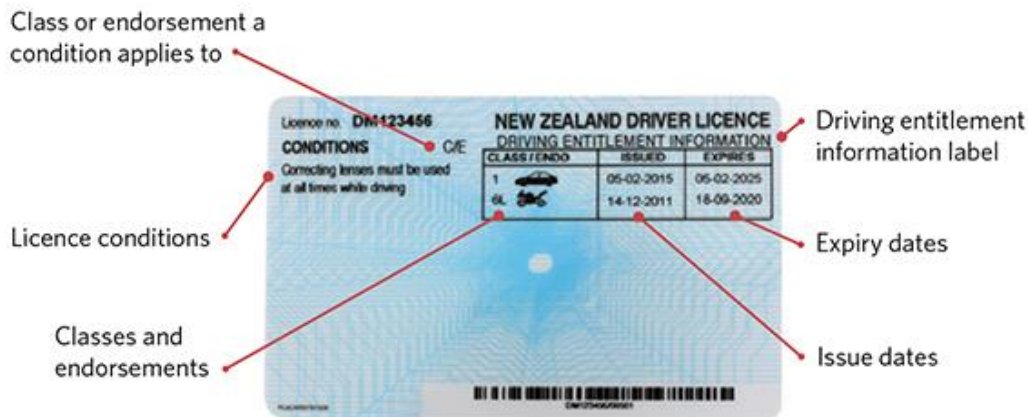 Class or endorsement a
condition applies to
Licence no. DM123456
CONDITIONS C/E
Correcting lenses must be used
at all times while driving
NEW ZEALAND DRIVER LICENCE
DRIVING ENTITLEMENT INFORMATION
CLASS / ENDO ISSUED EXPIRES
1 05-02-2015 05-02-2025
6L 14-12-2011 18-09-2020
Driving entitlement
information label
Licence conditions
Expiry dates
Classes and
endorsements
Issue dates
DM123456/00501